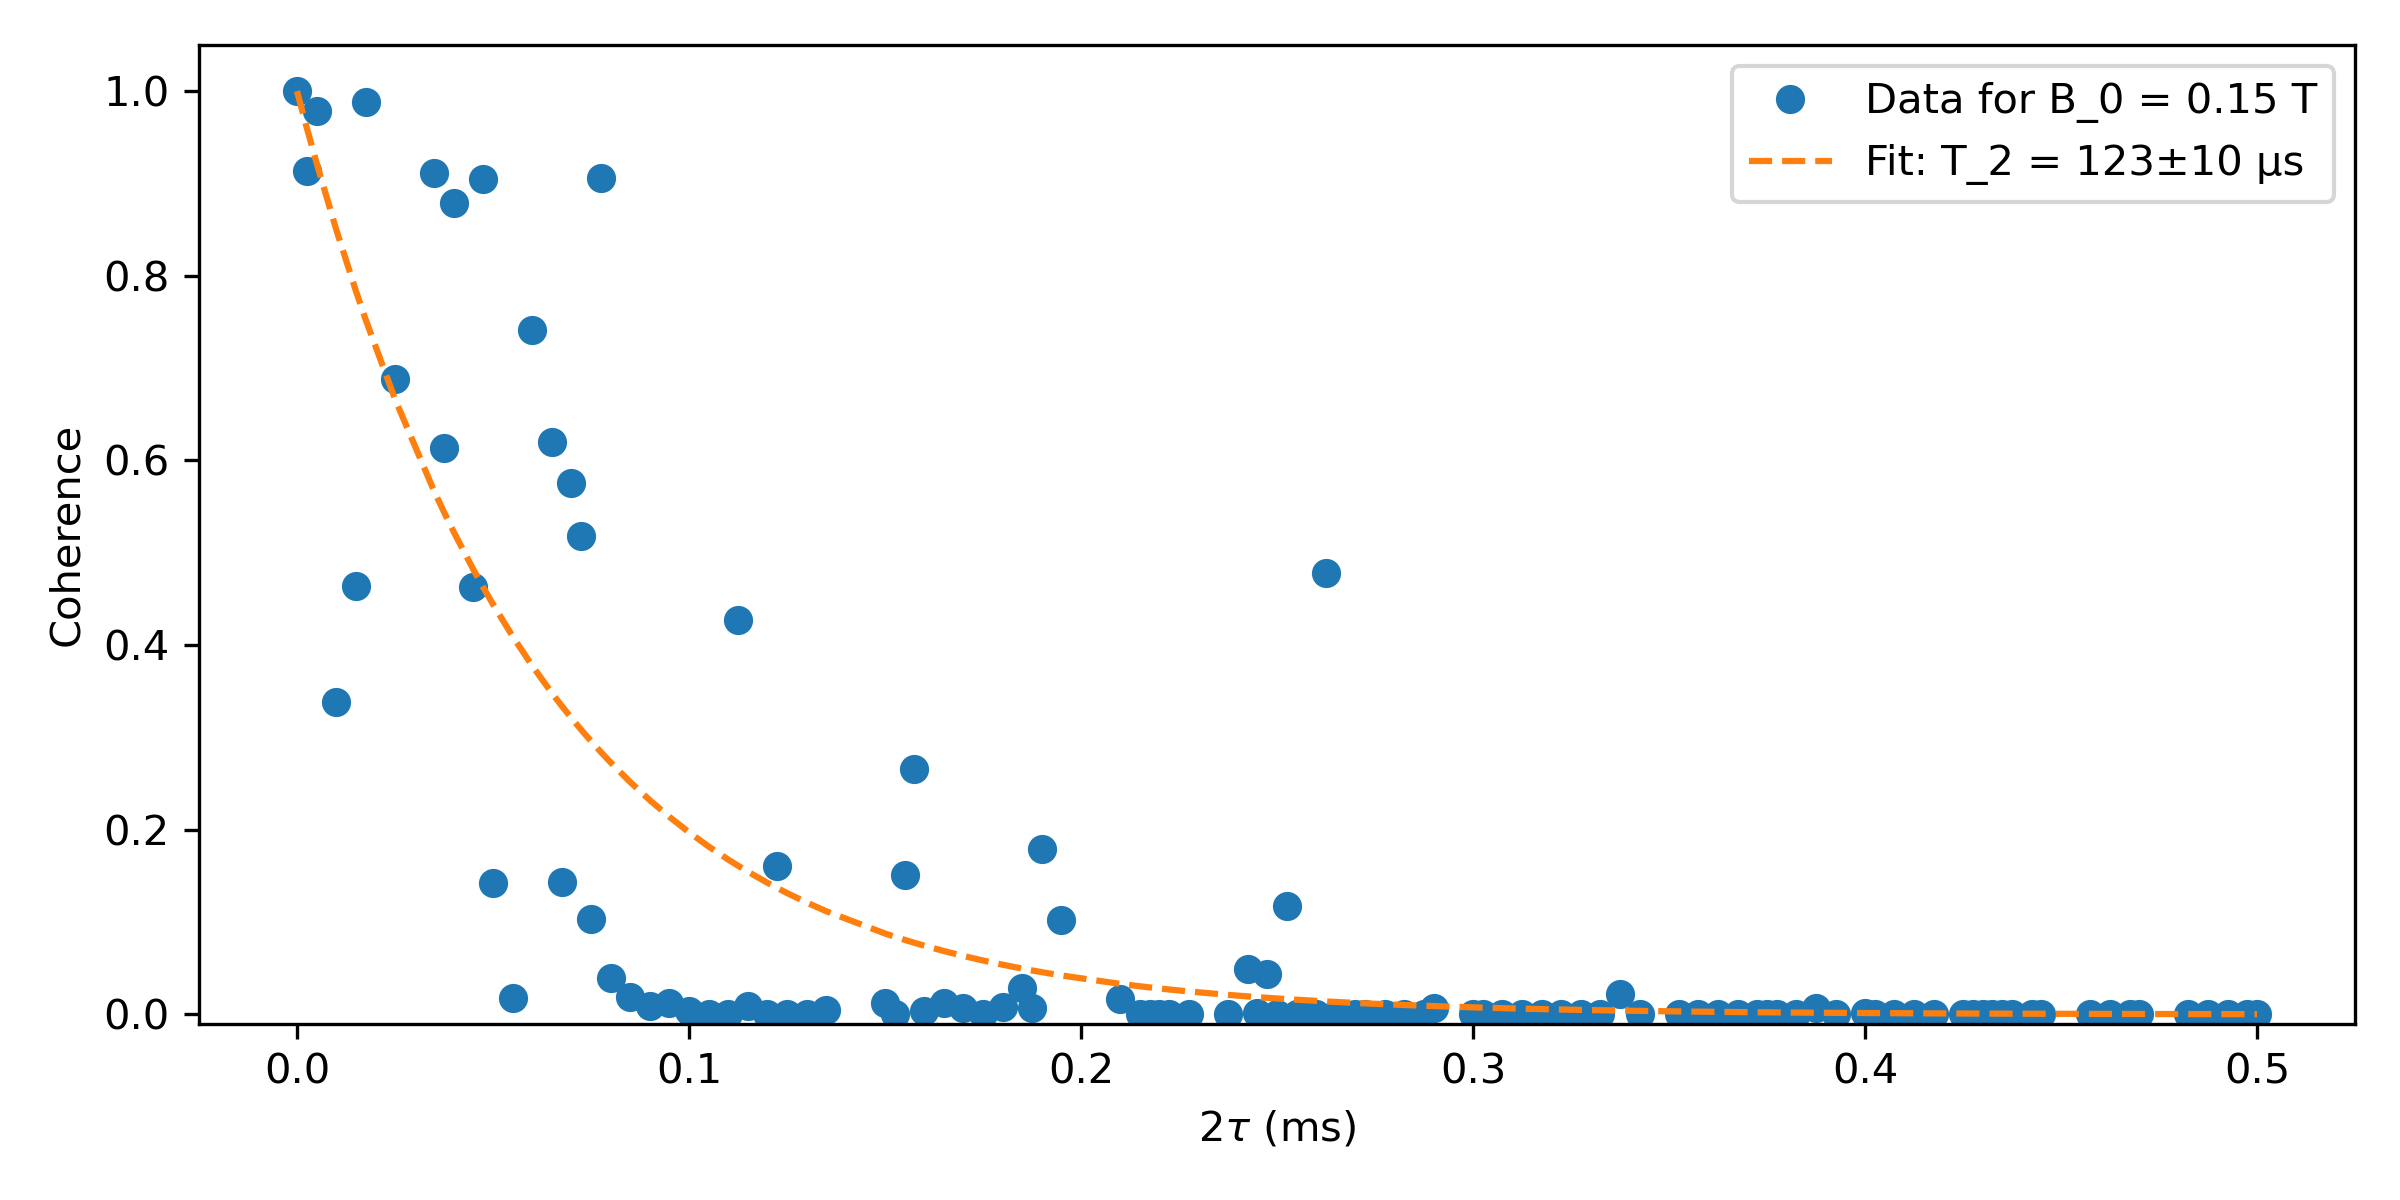 Data for B_0 = 0.15 T
Fit: T_2 = 123±10 μs
Coherence
1.0
0.8
0.6
0.4
0.2
0.0
0.0 0.1 0.2 0.3 0.4 0.5
2τ (ms)